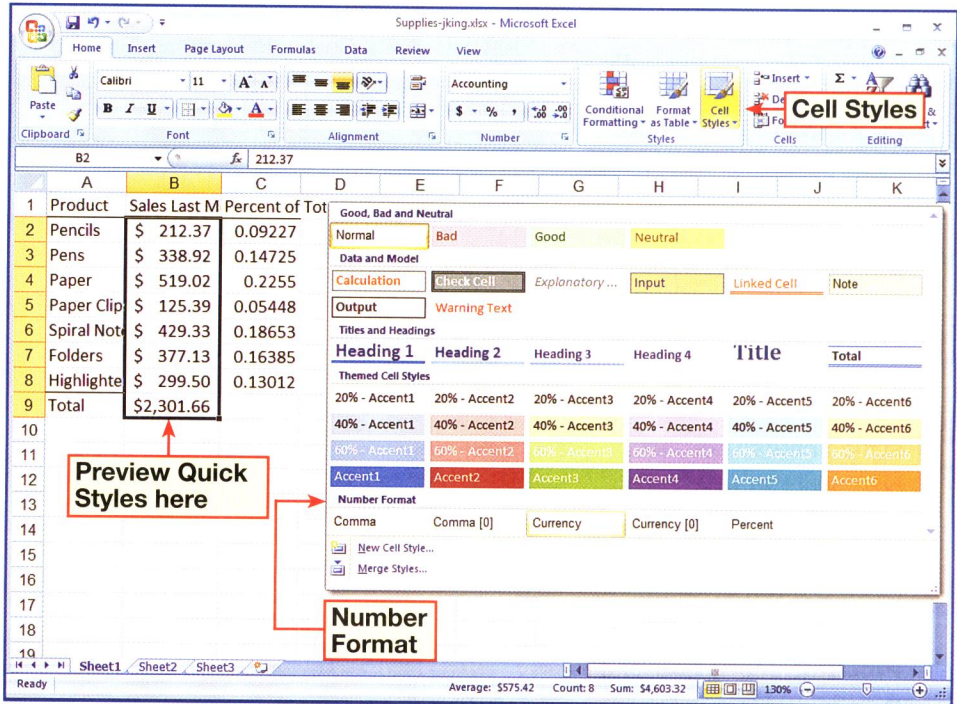 Supplies-jking.xlsx - Microsoft Excel
Home Insert Page Layout Formulas Data Review View
Paste
Clipboard
Calibri 11 A A
B I U A
Font
Alignment
Accounting
$ % , .0 .00 .00 .0
Number
Conditional Formatting
Format as Table
Cell Styles
Styles
Insert
De
Fo
Cells
Σ
&
Editing
Cell Styles
B2 fx 212.37
A B C D E F G H I J K
1 Product Sales Last M Percent of Tot
2 Pencils $ 212.37 0.09227
3 Pens $ 338.92 0.14725
4 Paper $ 519.02 0.2255
5 Paper Clip $ 125.39 0.05448
6 Spiral Note $ 429.33 0.18653
7 Folders $ 377.13 0.16385
8 Highlighte $ 299.50 0.13012
9 Total $2,301.66
10
11
12
13
14
15
16
17
18
19
Good, Bad and Neutral
Normal Bad Good Neutral
Data and Model
Calculation Check Cell Explanatory ... Input Linked Cell Note
Output Warning Text
Titles and Headings
Heading 1 Heading 2 Heading 3 Heading 4 Title Total
Themed Cell Styles
20% - Accent1 20% - Accent2 20% - Accent3 20% - Accent4 20% - Accent5 20% - Accent6
40% - Accent1 40% - Accent2 40% - Accent3 40% - Accent4 40% - Accent5 40% - Accent6
60% - Accent1 60% - Accent2 60% - Accent3 60% - Accent4 60% - Accent5 60% - Accent6
Accent1 Accent2 Accent3 Accent4 Accent5 Accent6
Number Format
Comma Comma [0] Currency Currency [0] Percent
New Cell Style...
Merge Styles...
Preview Quick
Styles here
Number
Format
Sheet1 Sheet2 Sheet3
Ready Average: $575.42 Count: 8 Sum: $4,603.32 130%